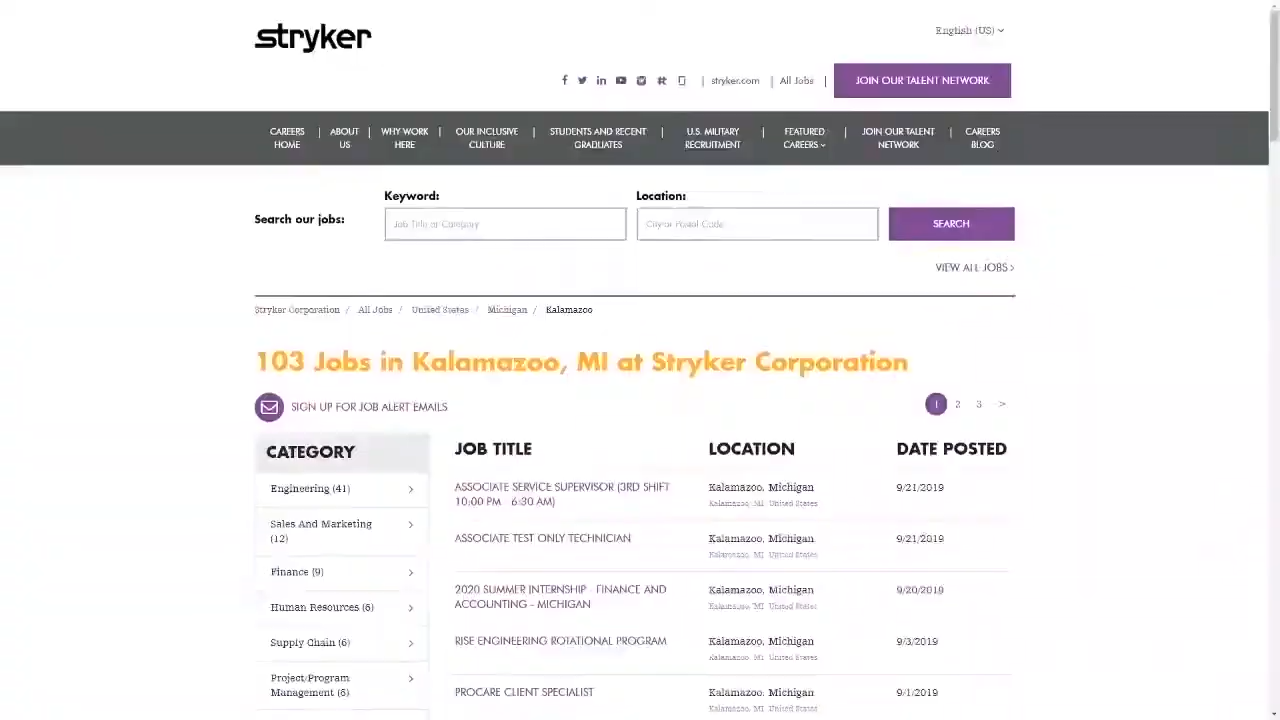 stryker
English (US)
| stryker.com | All Jobs |
JOIN OUR TALENT NETWORK
CAREERS HOME | ABOUT US | WHY WORK HERE | OUR INCLUSIVE CULTURE | STUDENTS AND RECENT GRADUATES | U.S. MILITARY RECRUITMENT | FEATURED CAREERS | JOIN OUR TALENT NETWORK | CAREERS BLOG
Keyword:
Location:
Search our jobs:
Job Title or Category
City or Postal Code
SEARCH
VIEW ALL JOBS >
Stryker Corporation / All Jobs / United States / Michigan / Kalamazoo
103 Jobs in Kalamazoo, MI at Stryker Corporation
SIGN UP FOR JOB ALERT EMAILS
1 2 3 >
CATEGORY
Engineering (41)
Sales And Marketing
(12)
Finance (9)
Human Resources (6)
Supply Chain (6)
Project/Program
Management (6)
JOB TITLE LOCATION DATE POSTED
ASSOCIATE SERVICE SUPERVISOR (3RD SHIFT Kalamazoo, Michigan 9/21/2019
10:00 PM - 6:30 AM) Kalamazoo, MI, United States
ASSOCIATE TEST ONLY TECHNICIAN Kalamazoo, Michigan 9/21/2019
Kalamazoo, MI, United States
2020 SUMMER INTERNSHIP - FINANCE AND Kalamazoo, Michigan 9/20/2019
ACCOUNTING - MICHIGAN Kalamazoo, MI, United States
RISE ENGINEERING ROTATIONAL PROGRAM Kalamazoo, Michigan 9/3/2019
Kalamazoo, MI, United States
PROCARE CLIENT SPECIALIST Kalamazoo, Michigan 9/1/2019
Kalamazoo, MI, United States